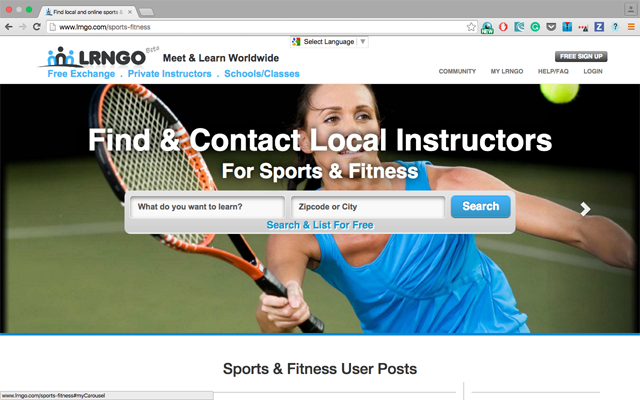 Find local and online sports &
www.lrngo.com/sports-fitness
NEW
Select Language
LRNGO Beta
Meet & Learn Worldwide
FREE SIGN UP
Free Exchange . Private Instructors . Schools/Classes
COMMUNITY MY LRNGO HELP/FAQ LOGIN
Find & Contact Local Instructors
For Sports & Fitness
What do you want to learn? Zipcode or City Search
Search & List For Free
Sports & Fitness User Posts
www.lrngo.com/sports-fitness#myCarousel